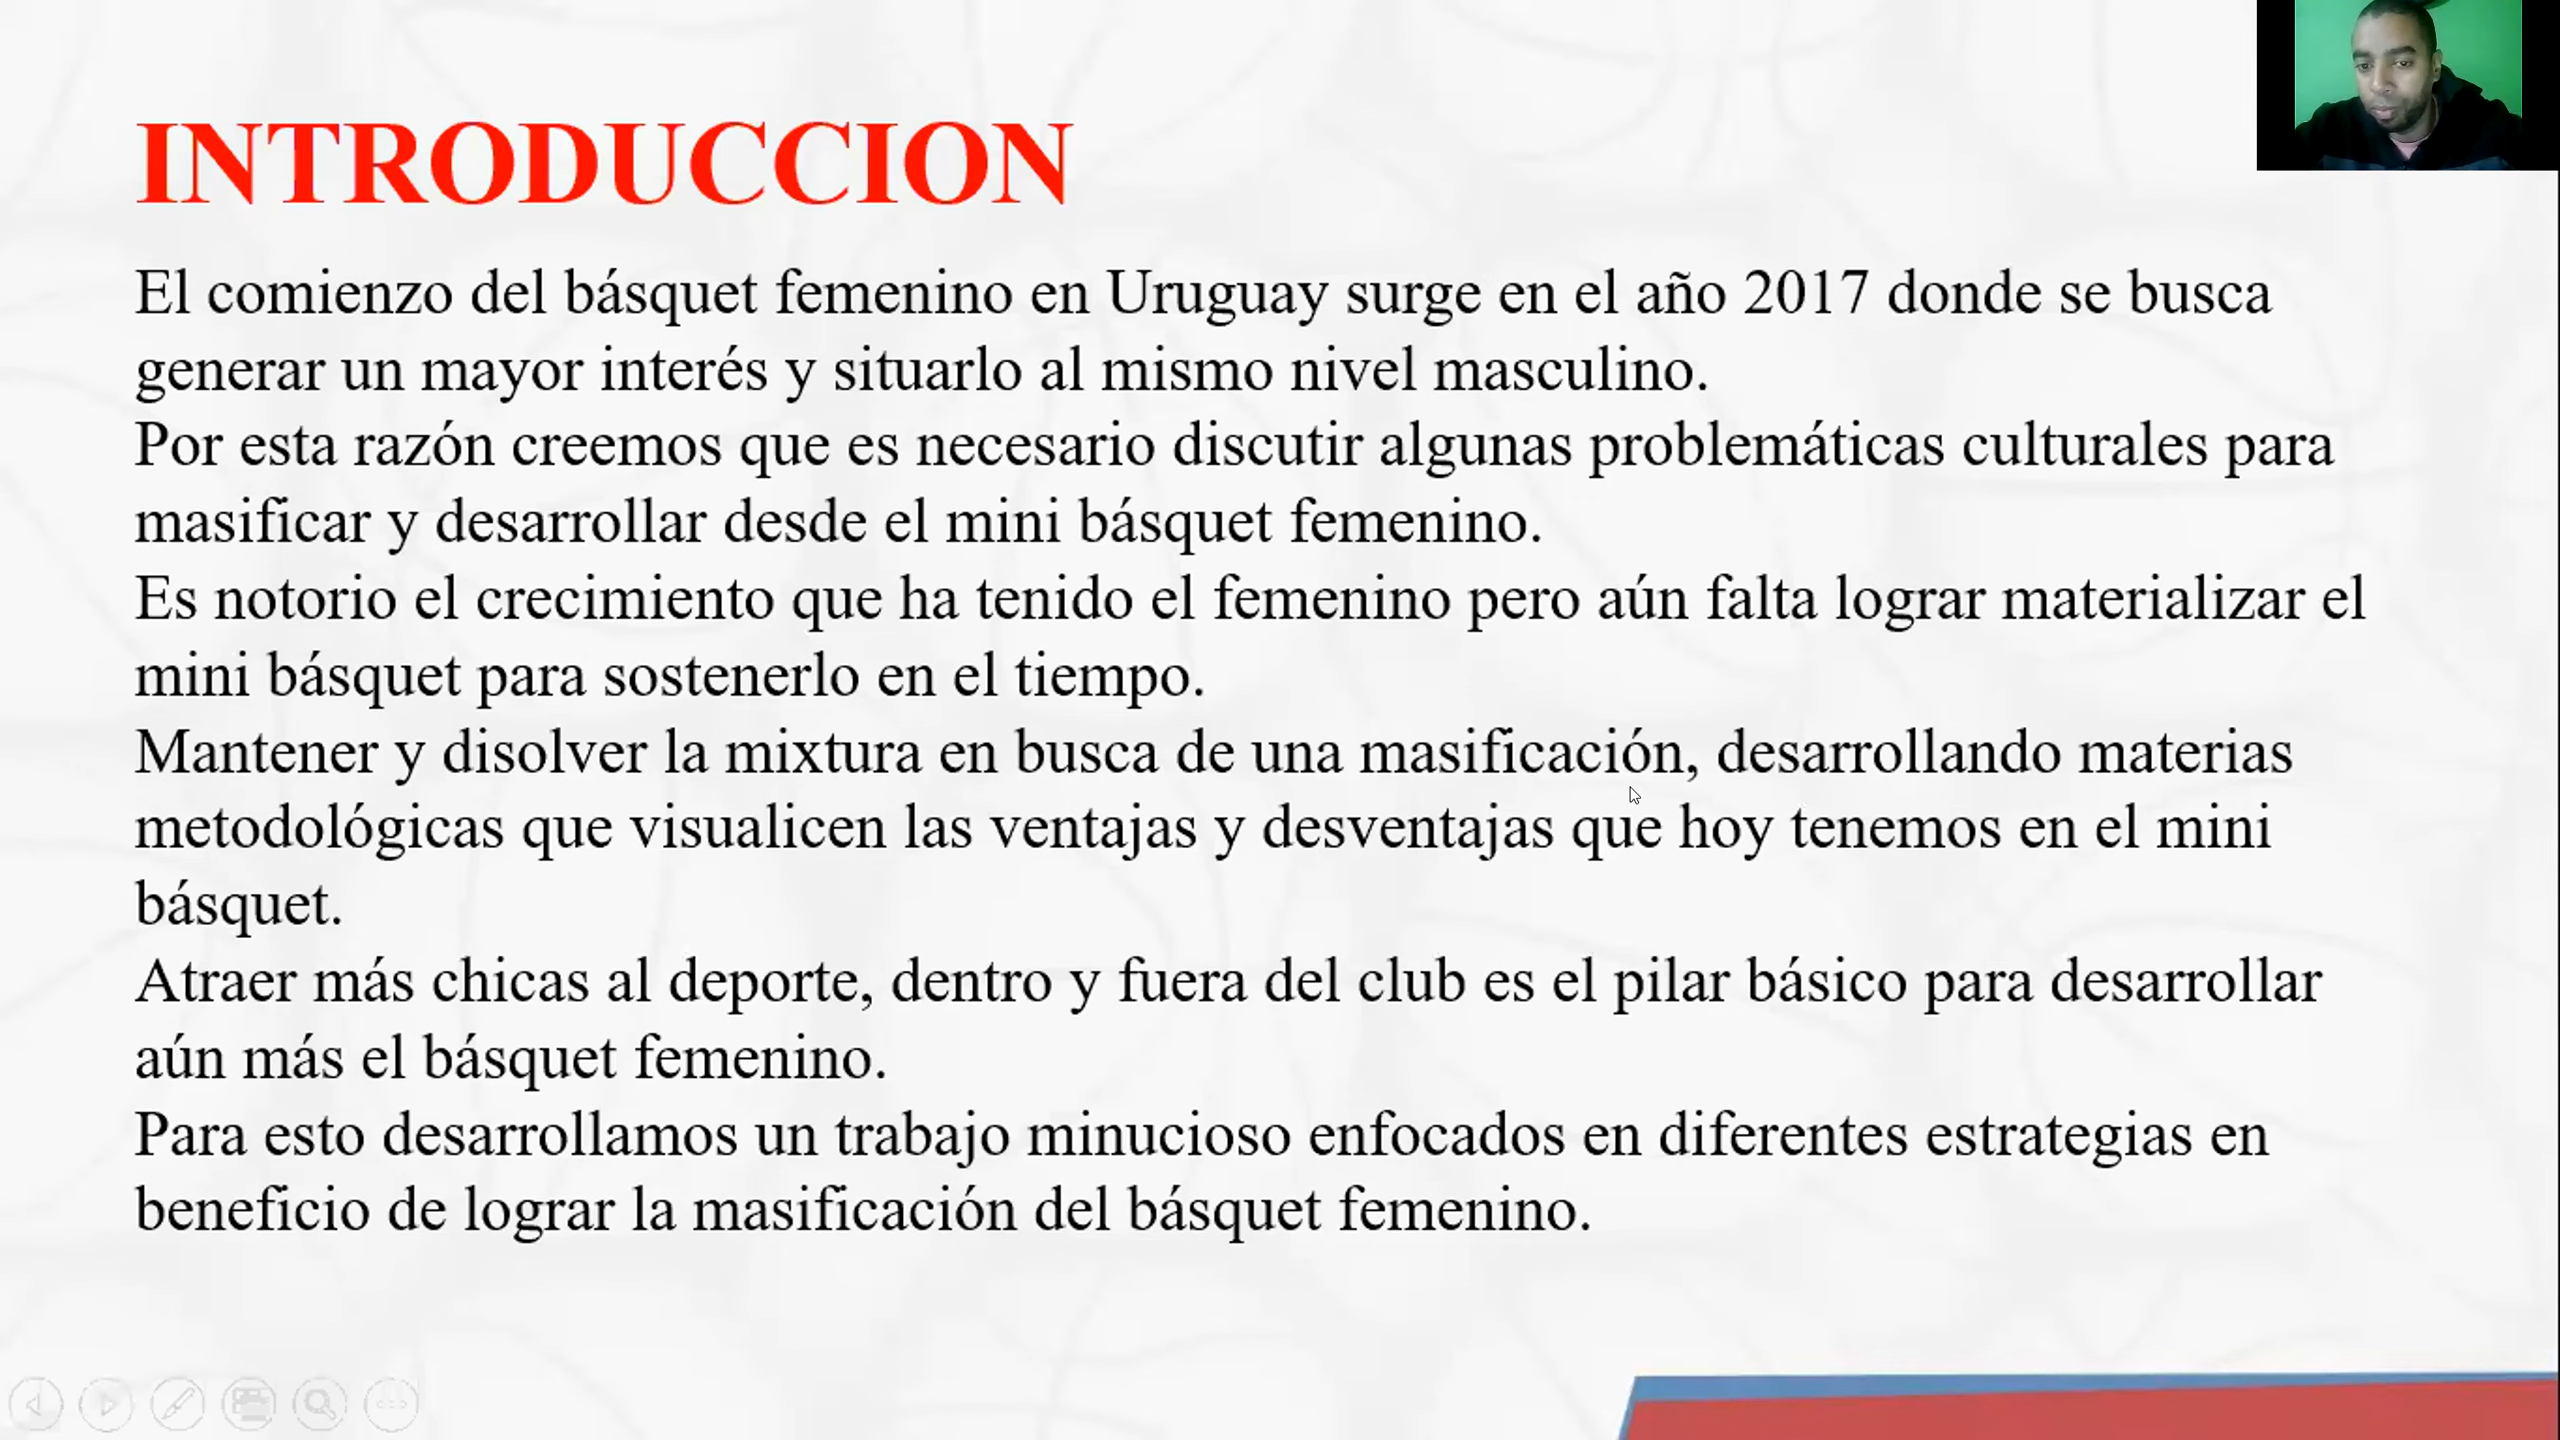 INTRODUCCION
El comienzo del básquet femenino en Uruguay surge en el año 2017 donde se busca
generar un mayor interés y situarlo al mismo nivel masculino.
Por esta razón creemos que es necesario discutir algunas problemáticas culturales para
masificar y desarrollar desde el mini básquet femenino.
Es notorio el crecimiento que ha tenido el femenino pero aún falta lograr materializar el
mini básquet para sostenerlo en el tiempo.
Mantener y disolver la mixtura en busca de una masificación, desarrollando materias
metodológicas que visualicen las ventajas y desventajas que hoy tenemos en el mini
básquet.
Atraer más chicas al deporte, dentro y fuera del club es el pilar básico para desarrollar
aún más el básquet femenino.
Para esto desarrollamos un trabajo minucioso enfocados en diferentes estrategias en
beneficio de lograr la masificación del básquet femenino.